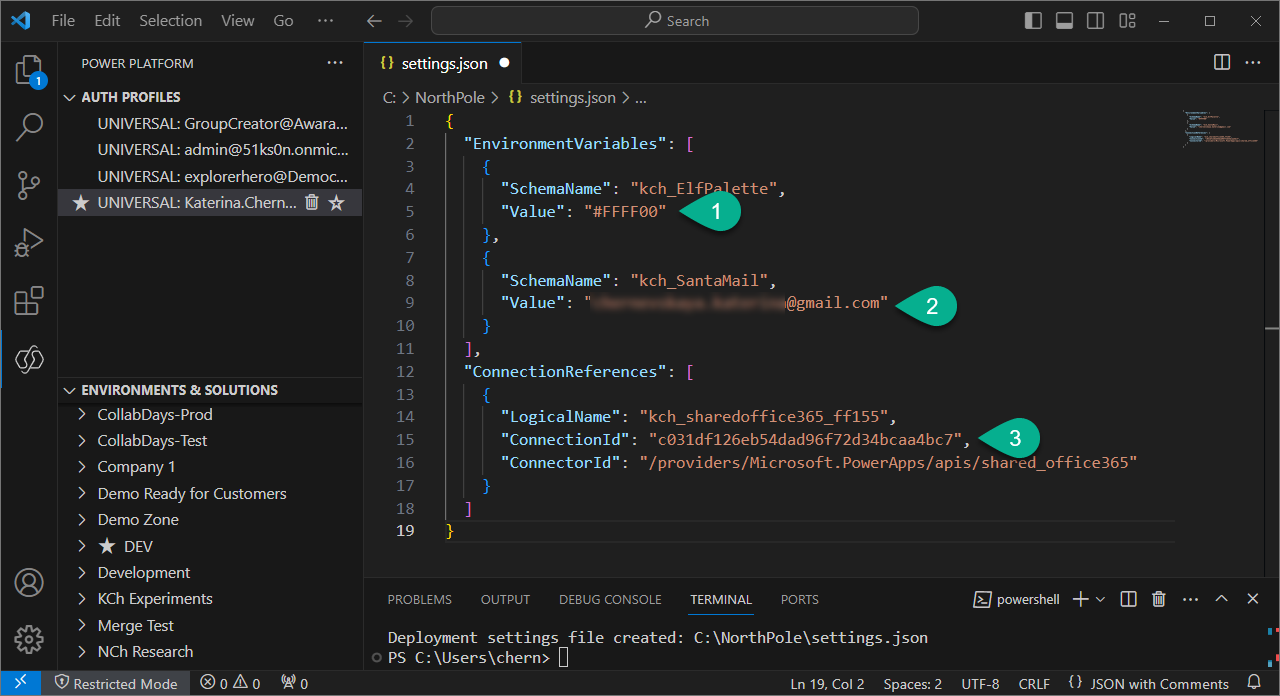 File Edit Selection View Go ··· Search
POWER PLATFORM ···
AUTH PROFILES
UNIVERSAL: GroupCreator@Awara...
UNIVERSAL: admin@51ks0n.onmic...
UNIVERSAL: explorerhero@Democ...
UNIVERSAL: Katerina.Chern...
1
ENVIRONMENTS & SOLUTIONS
CollabDays-Prod
CollabDays-Test
Company 1
Demo Ready for Customers
Demo Zone
DEV
Development
KCh Experiments
Merge Test
NCh Research
{} settings.json
C: > NorthPole > {} settings.json > ...
1 {
2 "EnvironmentVariables": [
3 {
4 "SchemaName": "kch_ElfPalette",
5 "Value": "#FFFF00" 1
6 },
7 {
8 "SchemaName": "kch_SantaMail",
9 "Value": "@gmail.com" 2
10 }
11 ],
12 "ConnectionReferences": [
13 {
14 "LogicalName": "kch_sharedoffice365_ff155",
15 "ConnectionId": "c031df126eb54dad96f72d34bcaa4bc7", 3
16 "ConnectorId": "/providers/Microsoft.PowerApps/apis/shared_office365"
17 }
18 ]
19 }
PROBLEMS OUTPUT DEBUG CONSOLE TERMINAL PORTS powershell
Deployment settings file created: C:\NorthPole\settings.json
PS C:\Users\chern>
Restricted Mode 0 0 0 Ln 19, Col 2 Spaces: 2 UTF-8 CRLF {} JSON with Comments